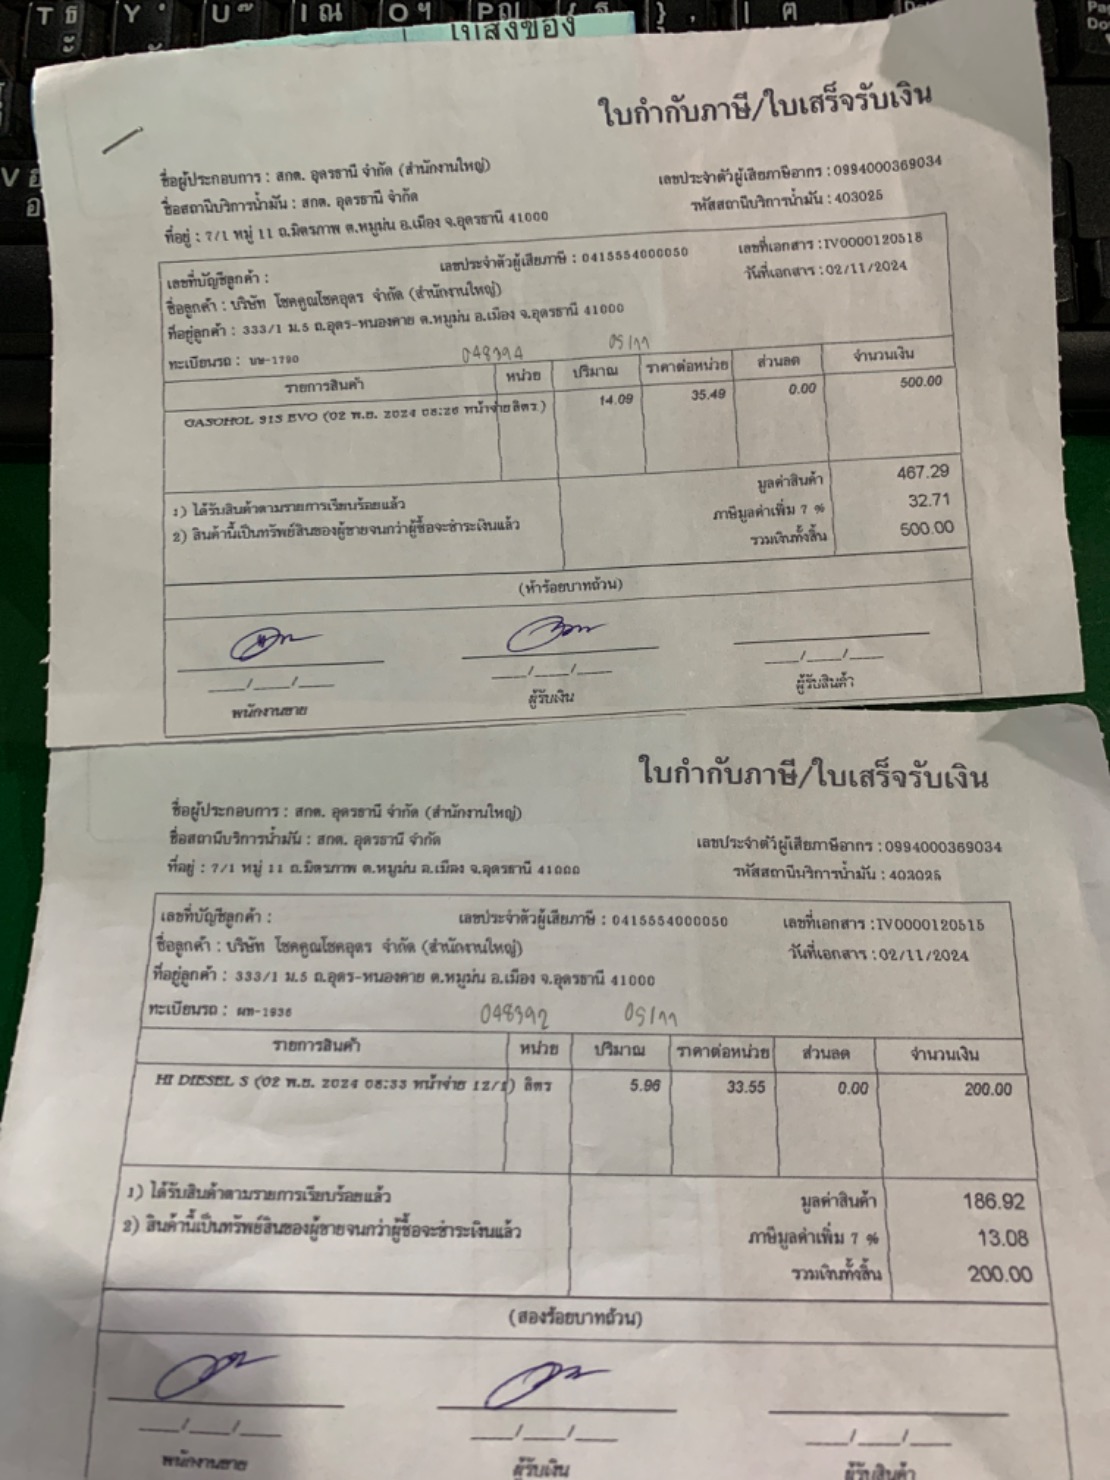 ใบส่งของ
ใบกำกับภาษี/ใบเสร็จรับเงิน
ชื่อผู้ประกอบการ : สกต. อุดรธานี จำกัด (สำนักงานใหญ่)
เลขประจำตัวผู้เสียภาษีอากร : 0994000369034
ชื่อสถานีบริการน้ำมัน : สกต. อุดรธานี จำกัด
รหัสสถานีบริการน้ำมัน : 403025
ที่อยู่ : 7/1 หมู่ 11 ถ.มิตรภาพ ต.หมูม่น อ.เมือง จ.อุดรธานี 41000
เลขที่บัญชีลูกค้า : เลขประจำตัวผู้เสียภาษี : 0415554000050 เลขที่เอกสาร : IV0000120518
ชื่อลูกค้า : บริษัท โชคคูณโชคอุดร จำกัด (สำนักงานใหญ่) วันที่เอกสาร : 02/11/2024
ที่อยู่ลูกค้า : 333/1 ม.5 ถ.อุดร-หนองคาย ต.หมูม่น อ.เมือง จ.อุดรธานี 41000
ทะเบียนรถ : บษ-1790 048394 05/11
รายการสินค้า หน่วย ปริมาณ ราคาต่อหน่วย ส่วนลด จำนวนเงิน
GASOHOL 91S EVO (02 พ.ย. 2024 08:26 หน้าจ่าย ลิตร ) 14.09 35.49 0.00 500.00
1) ได้รับสินค้าตามรายการเรียบร้อยแล้ว มูลค่าสินค้า 467.29
2) สินค้านี้เป็นทรัพย์สินของผู้ขายจนกว่าผู้ซื้อจะชำระเงินแล้ว ภาษีมูลค่าเพิ่ม 7 % 32.71
รวมเงินทั้งสิ้น 500.00
(ห้าร้อยบาทถ้วน)
___/___/___ ___/___/___ ___/___/___
พนักงานขาย ผู้รับเงิน ผู้รับสินค้า
ใบกำกับภาษี/ใบเสร็จรับเงิน
ชื่อผู้ประกอบการ : สกต. อุดรธานี จำกัด (สำนักงานใหญ่)
ชื่อสถานีบริการน้ำมัน : สกต. อุดรธานี จำกัด เลขประจำตัวผู้เสียภาษีอากร : 0994000369034
ที่อยู่ : 7/1 หมู่ 11 ถ.มิตรภาพ ต.หมูม่น อ.เมือง จ.อุดรธานี 41000 รหัสสถานีบริการน้ำมัน : 403025
เลขที่บัญชีลูกค้า : เลขประจำตัวผู้เสียภาษี : 0415554000050 เลขที่เอกสาร : IV0000120515
ชื่อลูกค้า : บริษัท โชคคูณโชคอุดร จำกัด (สำนักงานใหญ่) วันที่เอกสาร : 02/11/2024
ที่อยู่ลูกค้า : 333/1 ม.5 ถ.อุดร-หนองคาย ต.หมูม่น อ.เมือง จ.อุดรธานี 41000
ทะเบียนรถ : ผท-1936 048392 05/11
รายการสินค้า หน่วย ปริมาณ ราคาต่อหน่วย ส่วนลด จำนวนเงิน
HI DIESEL S (02 พ.ย. 2024 08:33 หน้าจ่าย 12/1) ลิตร 5.96 33.55 0.00 200.00
1) ได้รับสินค้าตามรายการเรียบร้อยแล้ว มูลค่าสินค้า 186.92
2) สินค้านี้เป็นทรัพย์สินของผู้ขายจนกว่าผู้ซื้อจะชำระเงินแล้ว ภาษีมูลค่าเพิ่ม 7 % 13.08
รวมเงินทั้งสิ้น 200.00
(สองร้อยบาทถ้วน)
___/___/___ ___/___/___ ___/___/___
พนักงานขาย ผู้รับเงิน ผู้รับสินค้า